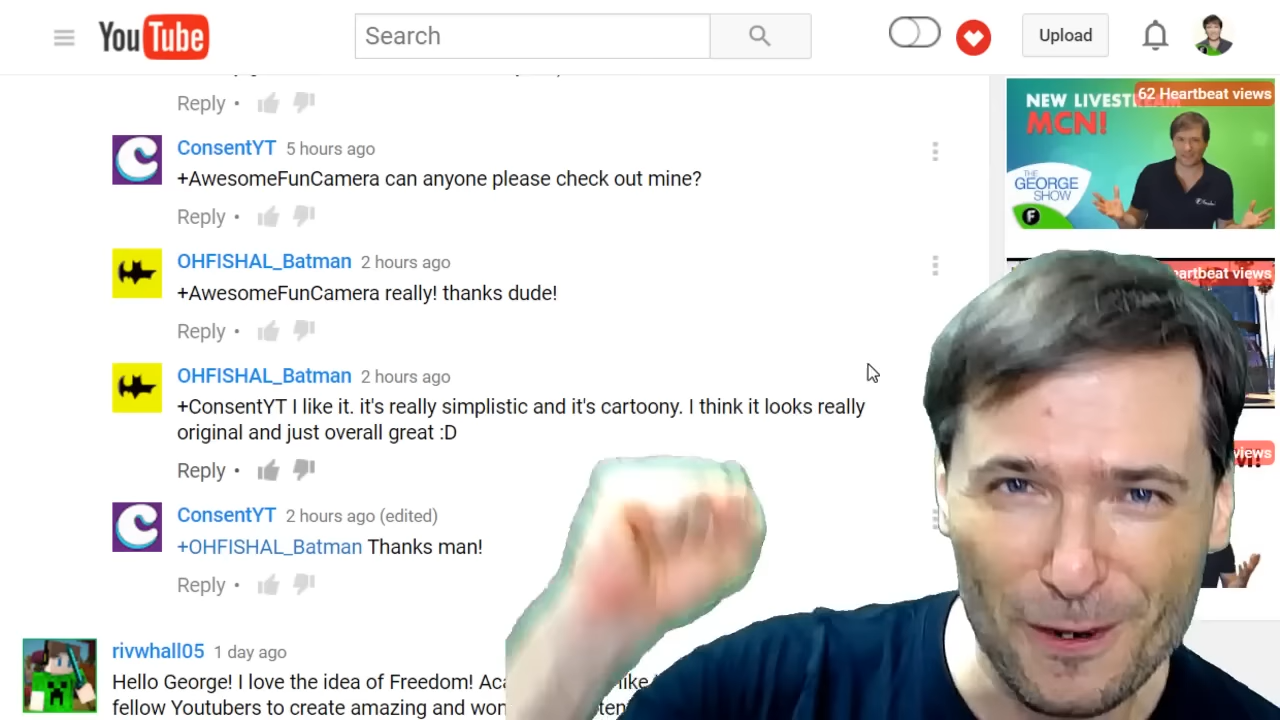 YouTube
Search
Upload
Reply •
ConsentYT 5 hours ago
+AwesomeFunCamera can anyone please check out mine?
Reply •
OHFISHAL_Batman 2 hours ago
+AwesomeFunCamera really! thanks dude!
Reply •
OHFISHAL_Batman 2 hours ago
+ConsentYT I like it. it's really simplistic and it's cartoony. I think it looks really
original and just overall great :D
Reply •
ConsentYT 2 hours ago (edited)
+OHFISHAL_Batman Thanks man!
Reply •
rivwhall05 1 day ago
Hello George! I love the idea of Freedom!
fellow Youtubers to create amazing and
62 Heartbeat views
NEW LIVESTREAM
MCN!
THE
GEORGE
SHOW
F
views
views